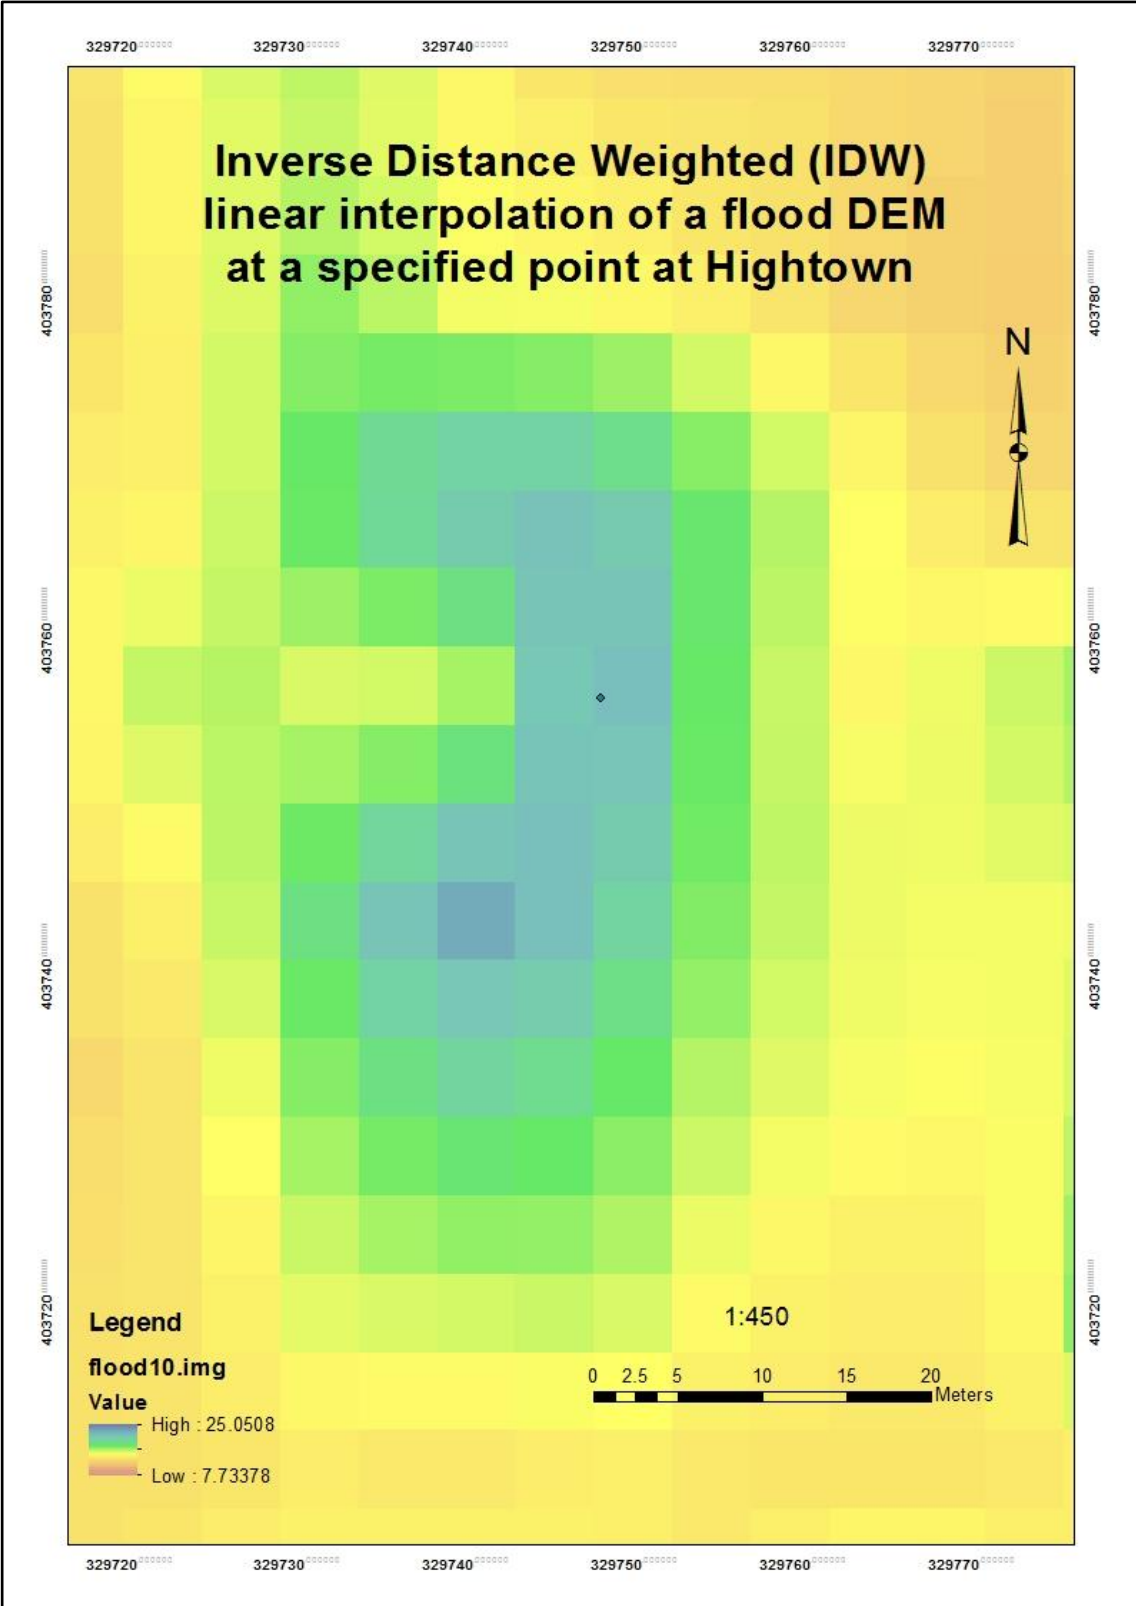 329720 329730 329740 329750 329760 329770
Inverse Distance Weighted (IDW)
linear interpolation of a flood DEM
at a specified point at Hightown
403780
403780
N
403760
403760
403740
403740
403720
403720
Legend
flood10.img
Value
High : 25.0508
Low : 7.73378
1:450
0 2.5 5 10 15 20
Meters
329720 329730 329740 329750 329760 329770